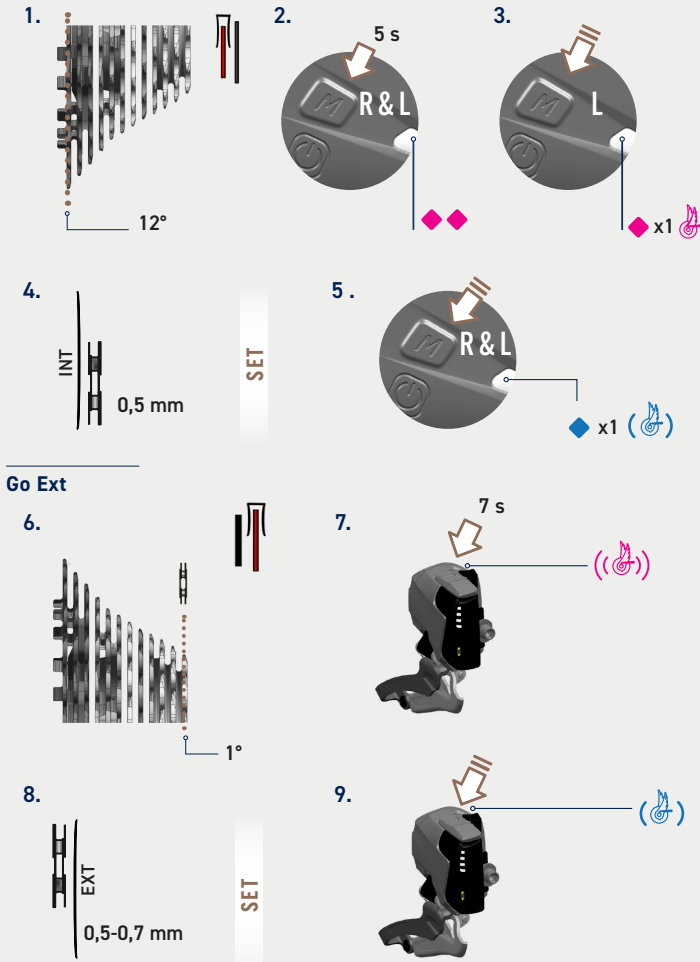 1.
12°
2.
5 s
M
R & L
3.
M
L
x1
4.
INT
0,5 mm
SET
5 .
M
R & L
x1
Go Ext
6.
1°
7.
7 s
8.
EXT
0,5-0,7 mm
SET
9.